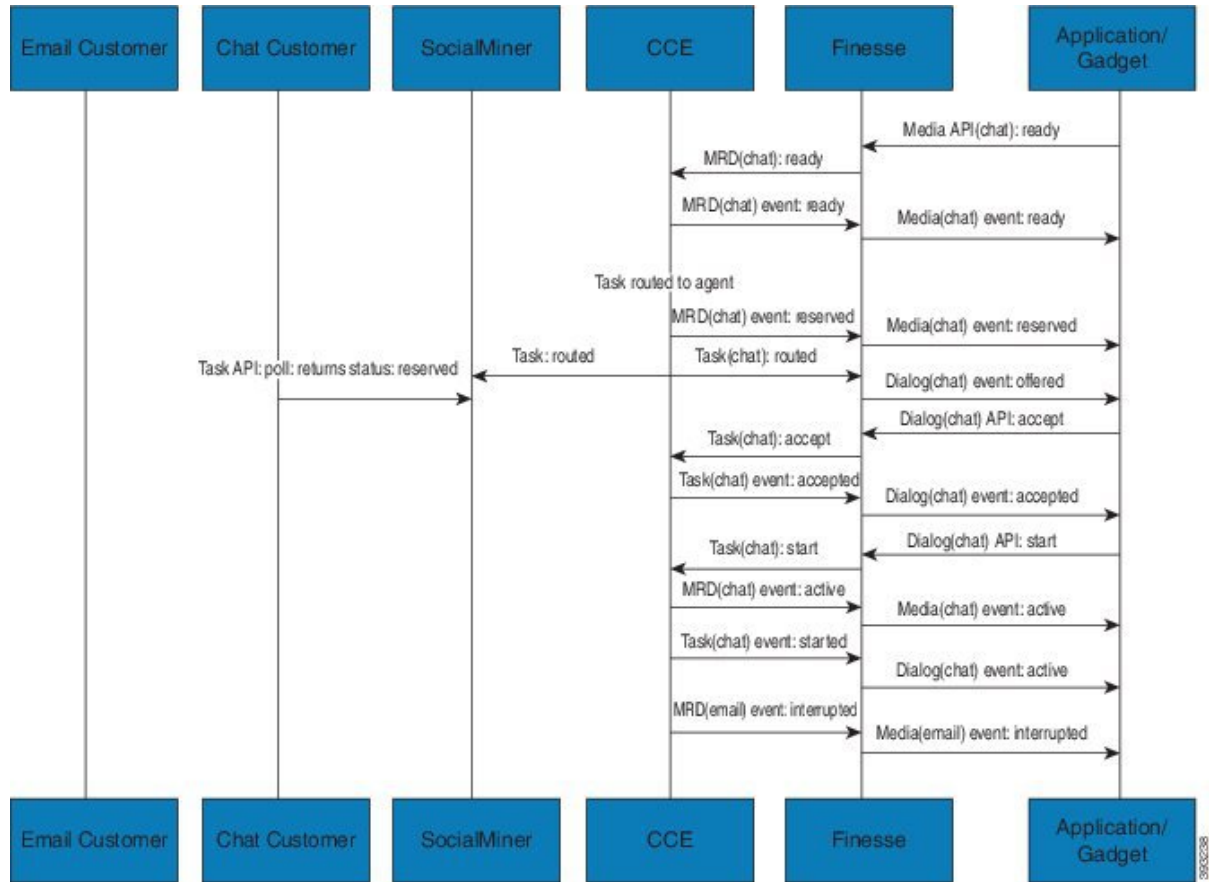 Email Customer
Chat Customer
SocialMiner
CCE
Finesse
Application/
Gadget
Media API(chat): ready
MRD(chat): ready
MRD(chat) event: ready
Media(chat) event: ready
Task routed to agent
MRD(chat) event: reserved
Media(chat) event: reserved
Task: routed
Task(chat): routed
Task API: poll: returns status: reserved
Dialog(chat) event: offered
Dialog(chat) API: accept
Task(chat): accept
Task(chat) event: accepted
Dialog(chat) event: accepted
Dialog(chat) API: start
Task(chat): start
MRD(chat) event: active
Media(chat) event: active
Task(chat) event: started
Dialog(chat) event: active
MRD(email) event: interrupted
Media(email) event: interrupted
Email Customer
Chat Customer
SocialMiner
CCE
Finesse
Application/
Gadget
393238